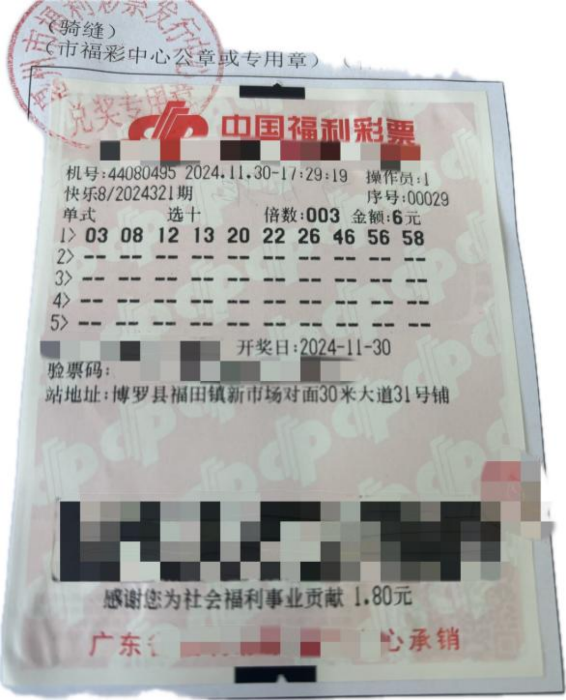 (骑缝)
(市福彩中心公章或专用章)
兑奖专用章
中国福利彩票
机号:44080495 2024.11.30-17:29:19 操作员:1
快乐8/2024321期 序号:00029
单式 选十 倍数:003 金额:6元
1> 03 08 12 13 20 22 26 46 56 58
2> -- -- -- -- -- -- -- -- -- --
3> -- -- -- -- -- -- -- -- -- --
4> -- -- -- -- -- -- -- -- -- --
5> -- -- -- -- -- -- -- -- -- --
开奖日:2024-11-30
验票码:
站地址:博罗县福田镇新市场对面30米大道31号铺
感谢您为社会福利事业贡献 1.80元
广东 心承销